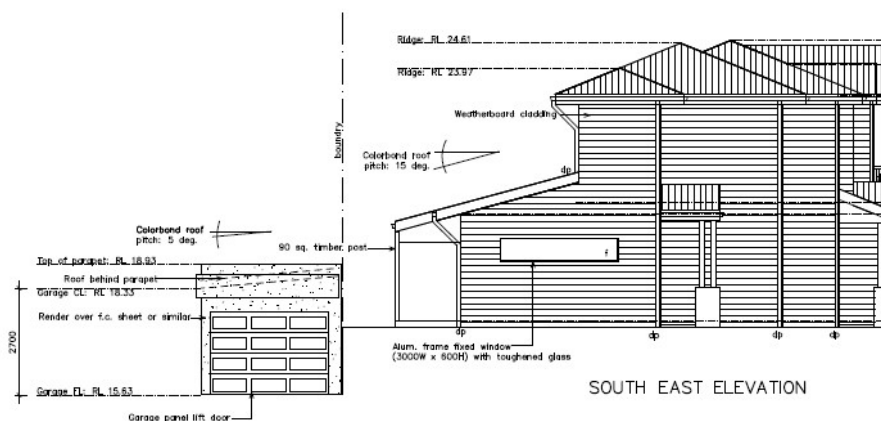 Ridge: RL 24.61
Ridge: RL 23.97
Weatherboard cladding
boundry
Colorbond roof
pitch: 15 deg.
dp
Colorbond roof
pitch: 5 deg.
90 sq. timber post
Top of parapet: RL 18.93
Roof behind parapet
Garage CL: RL 18.33
f
Render over f.c. sheet or similar
2700
dp
dp
dp
dp
Alum. frame fixed window
(3000W x 600H) with toughened glass
Garage FL: RL 15.63
SOUTH EAST ELEVATION
Garage panel lift door